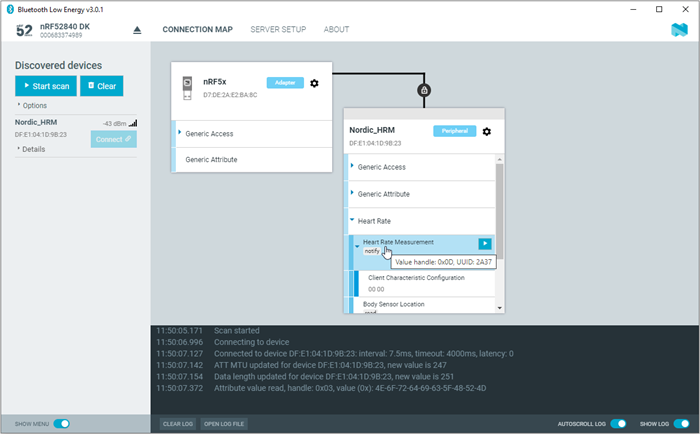 Bluetooth Low Energy v3.0.1
52
nRF52840 DK
000683374989
CONNECTION MAP
SERVER SETUP
ABOUT
Discovered devices
Start scan
Clear
Options
Nordic_HRM
-43 dBm
DF:E1:04:1D:9B:23
Connect
Details
nRF5x
Adapter
D7:DE:2A:E2:BA:8C
Generic Access
Generic Attribute
Nordic_HRM
Peripheral
DF:E1:04:1D:9B:23
Generic Access
Generic Attribute
Heart Rate
Heart Rate Measurement
notify
Value handle: 0x0D, UUID: 2A37
Client Characteristic Configuration
00:00
Body Sensor Location
read
11:50:05.171 Scan started
11:50:06.996 Connecting to device
11:50:07.127 Connected to device DF:E1:04:1D:9B:23: interval: 7.5ms, timeout: 4000ms, latency: 0
11:50:07.142 ATT MTU updated for device DF:E1:04:1D:9B:23, new value is 247
11:50:07.154 Data length updated for device DF:E1:04:1D:9B:23, new value is 251
11:50:07.372 Attribute value read, handle: 0x03, value (0x): 4E-6F-72-64-69-63-5F-48-52-4D
SHOW MENU
CLEAR LOG
OPEN LOG FILE
AUTOSCROLL LOG
SHOW LOG